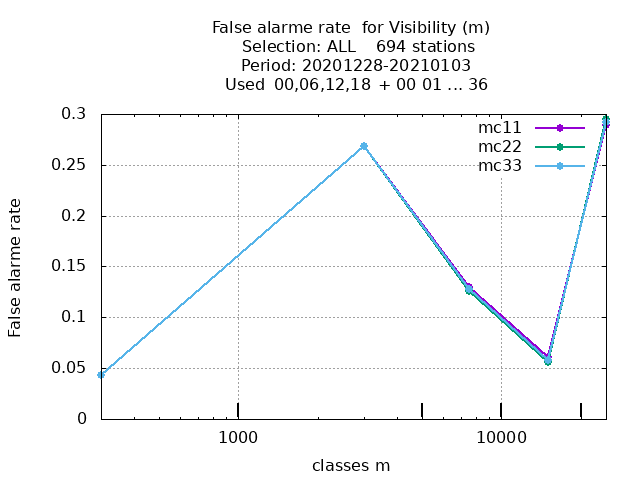 False alarme rate  for Visibility (m)
Selection: ALL    694 stations
Period: 20201228-20210103
Used  00,06,12,18  + 00 01 ... 36
mc11
mc22
mc33
0.3
0.25
0.2
0.15
0.1
0.05
0
False alarme rate
1000
10000
classes m